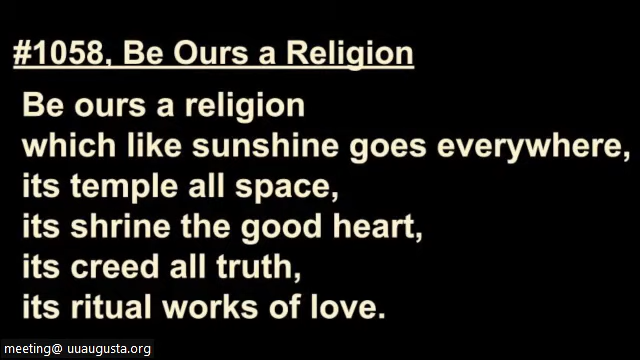 #1058, Be Ours a Religion
Be ours a religion
which like sunshine goes everywhere,
its temple all space,
its shrine the good heart,
its creed all truth,
its ritual works of love.
meeting@ uuaugusta.org